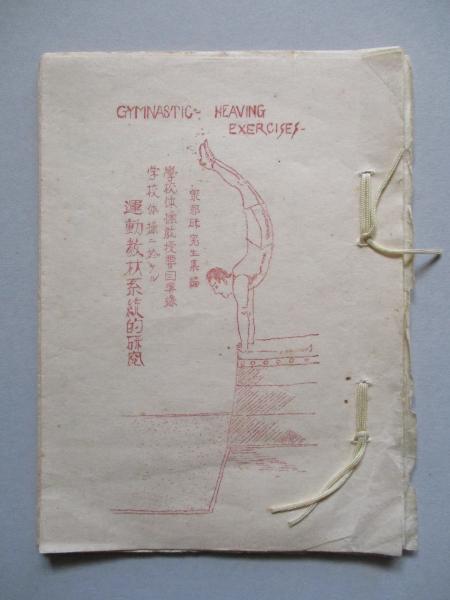 GYMNASTIC~ HEAVING
EXERCISES-
學校体操教授要目準據
学校体操ニ於ケル
運動教材系統的研究